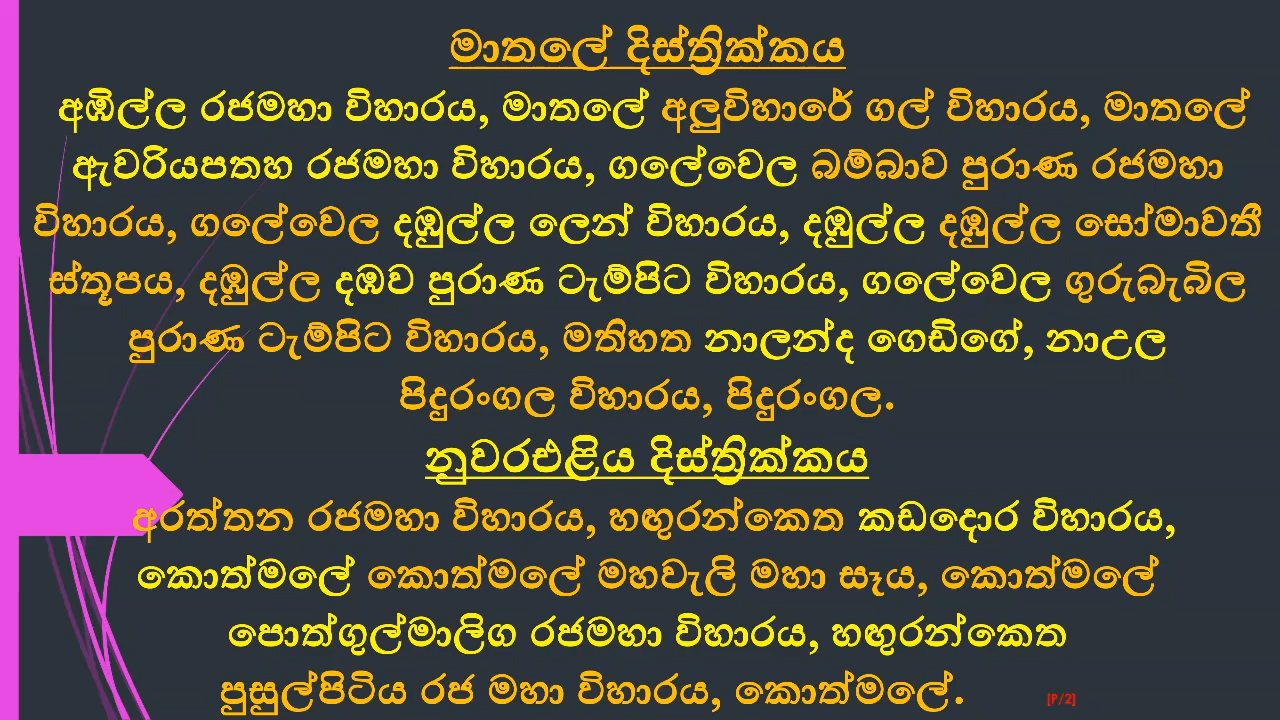 මාතලේ දිස්ත්‍රික්කය
අඹිල්ල රජමහා විහාරය, මාතලේ අලුවිහාරේ ගල් විහාරය, මාතලේ
ඇවරියපතහ රජමහා විහාරය, ගලේවෙල බම්බාව පුරාණ රජමහා
විහාරය, ගලේවෙල දඹුල්ල ලෙන් විහාරය, දඹුල්ල දඹුල්ල සෝමාවතී
ස්තූපය, දඹුල්ල දඹව පුරාණ ටැම්පිට විහාරය, ගලේවෙල ගුරුබැබිල
පුරාණ ටැම්පිට විහාරය, මතිහත නාලන්ද ගෙඩිගේ, නාඋල
පිදුරංගල විහාරය, පිදුරංගල.
නුවරඑළිය දිස්ත්‍රික්කය
අරත්තන රජමහා විහාරය, හඟුරන්කෙත කඩදොර විහාරය,
කොත්මලේ කොත්මලේ මහවැලි මහා සෑය, කොත්මලේ
පොත්ගුල්මාලිග රජමහා විහාරය, හඟුරන්කෙත
පුසුල්පිටිය රජ මහා විහාරය, කොත්මලේ.
[P/2]